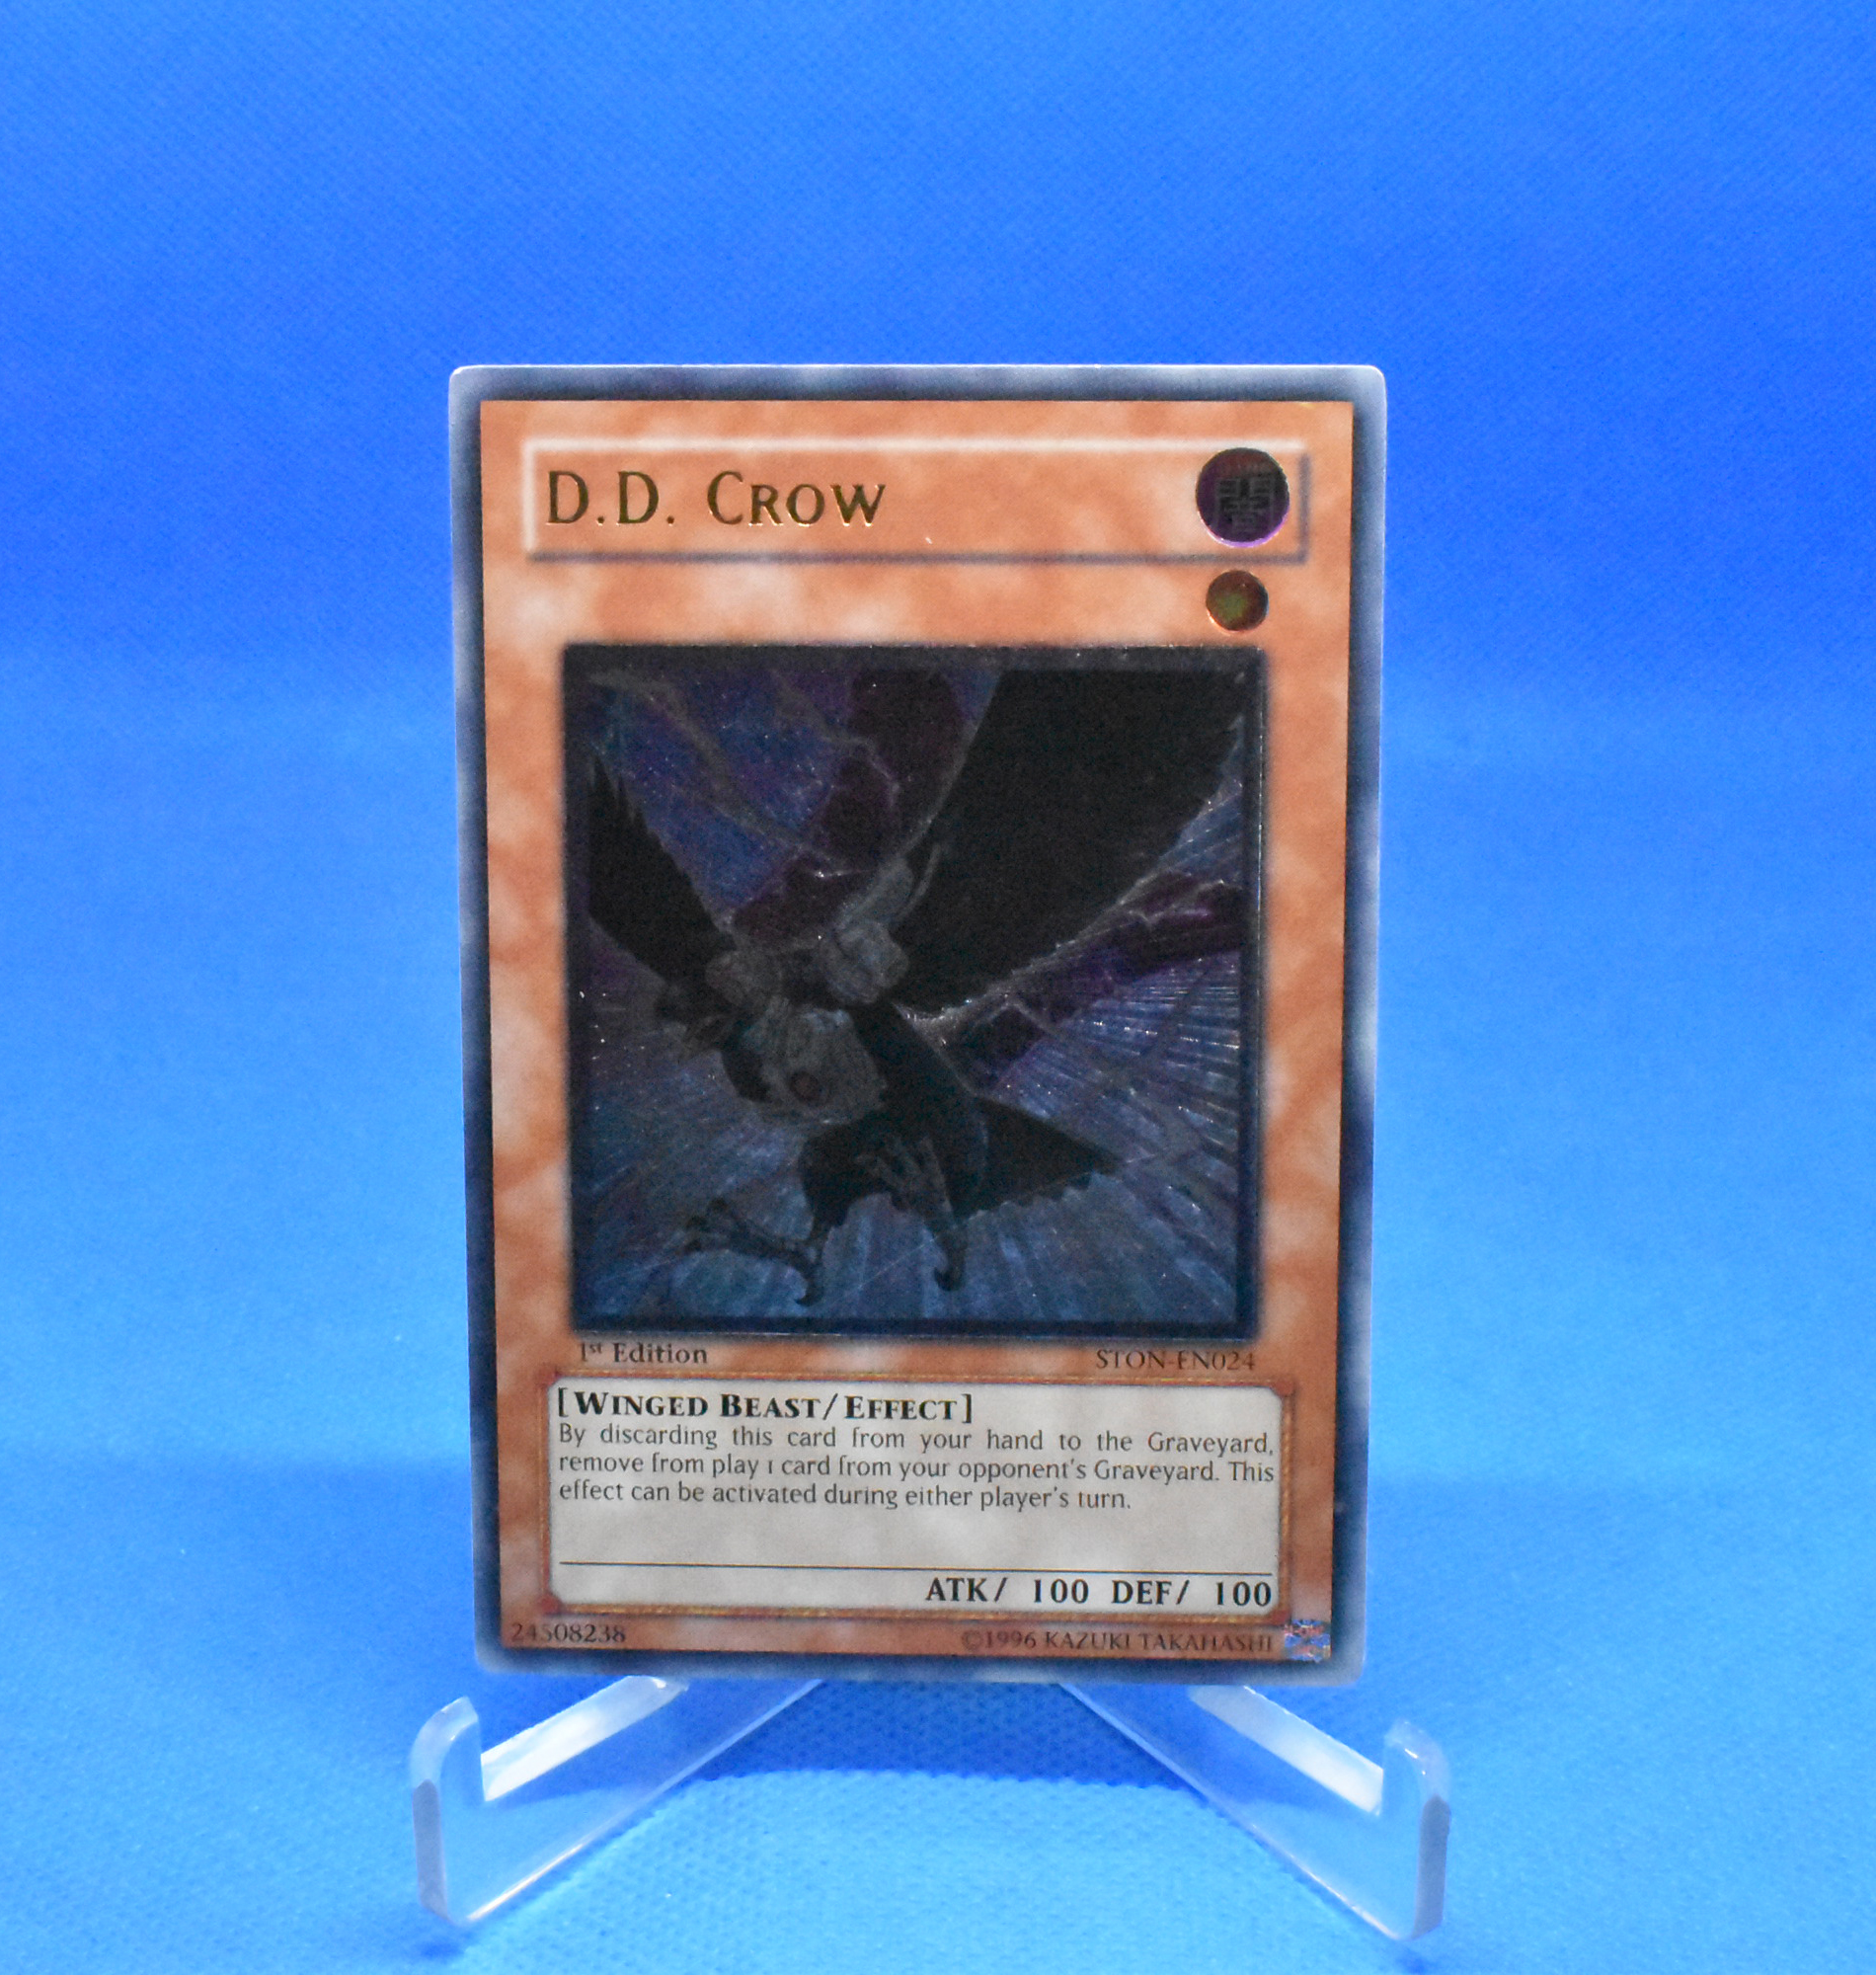 D.D. Crow
闇
1st Edition
STON-EN024
[Winged Beast/Effect]
By discarding this card from your hand to the Graveyard,
remove from play 1 card from your opponent's Graveyard. This
effect can be activated during either player's turn.
ATK/ 100 DEF/ 100
24508238
©1996 KAZUKI TAKAHASHI